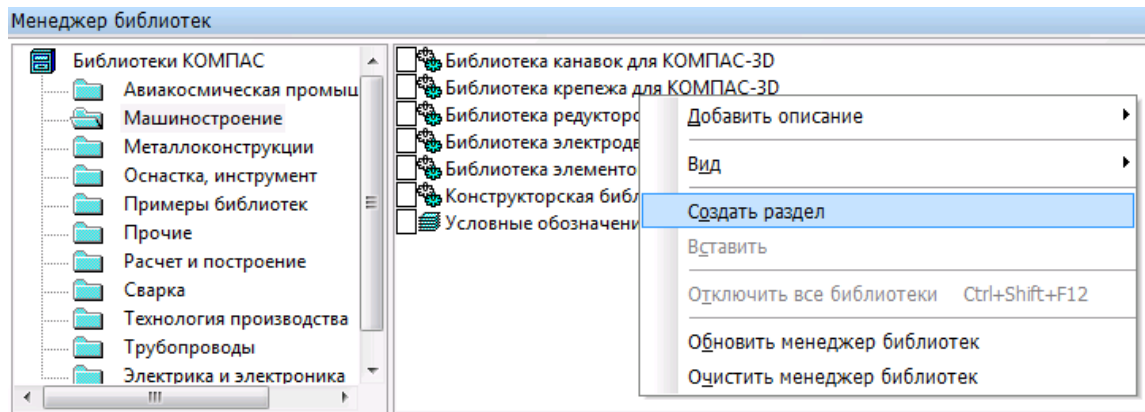 Менеджер библиотек
Библиотеки КОМПАС
Авиакосмическая промыш
Машиностроение
Металлоконструкции
Оснастка, инструмент
Примеры библиотек
Прочие
Расчет и построение
Сварка
Технология производства
Трубопроводы
Электрика и электроника
Библиотека канавок для КОМПАС-3D
Библиотека крепежа для КОМПАС-3D
Библиотека редукторо
Библиотека электродв
Библиотека элементо
Конструкторская библ
Условные обозначени
Добавить описание
Вид
Создать раздел
Вставить
Отключить все библиотеки Ctrl+Shift+F12
Обновить менеджер библиотек
Очистить менеджер библиотек